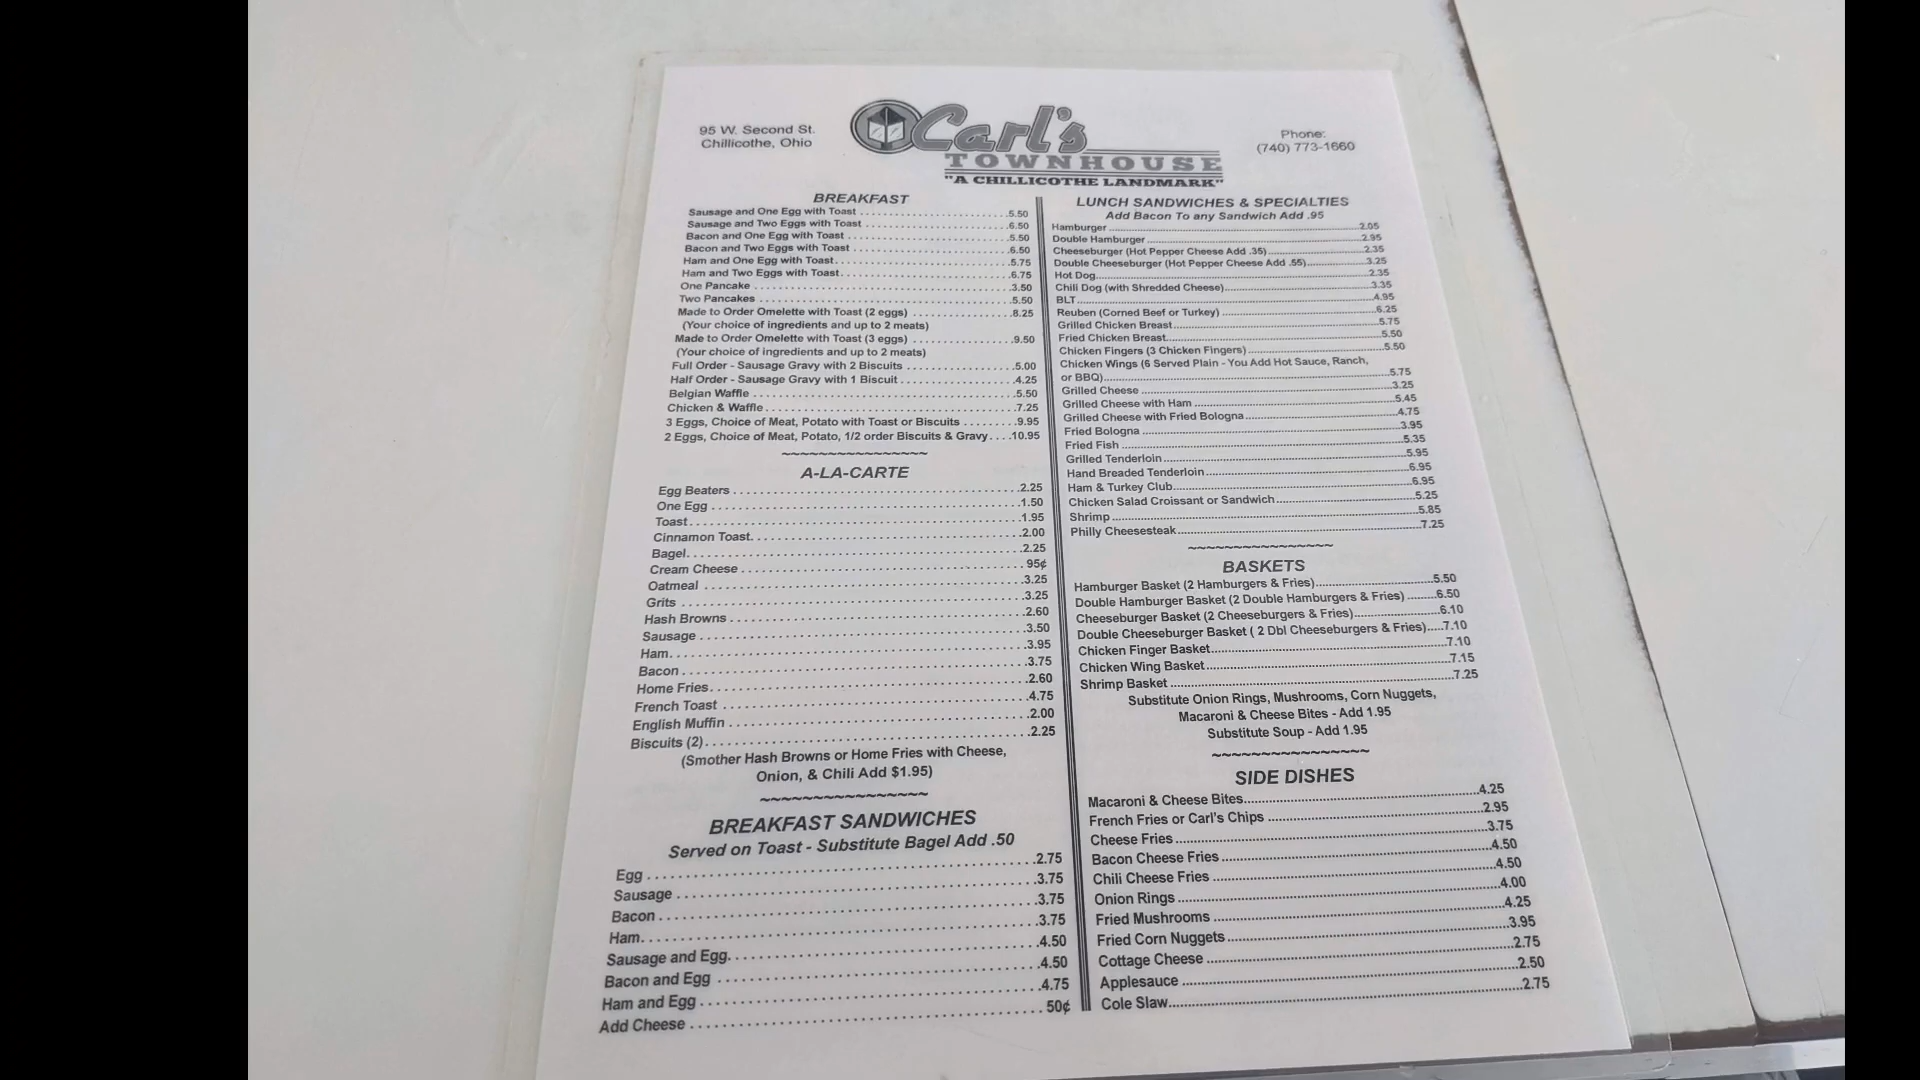 95 W. Second St.
Chillicothe, Ohio
Carl's
TOWNHOUSE
"A CHILLICOTHE LANDMARK"
Phone:
(740) 773-1660
BREAKFAST
Sausage and One Egg with Toast 5.50
Sausage and Two Eggs with Toast 6.50
Bacon and One Egg with Toast 5.50
Bacon and Two Eggs with Toast 6.50
Ham and One Egg with Toast 5.75
Ham and Two Eggs with Toast 6.75
One Pancake 3.50
Two Pancakes 5.50
Made to Order Omelette with Toast (2 eggs) 8.25
(Your choice of ingredients and up to 2 meats)
Made to Order Omelette with Toast (3 eggs) 9.50
(Your choice of ingredients and up to 2 meats)
Full Order - Sausage Gravy with 2 Biscuits 5.00
Half Order - Sausage Gravy with 1 Biscuit 4.25
Belgian Waffle 5.50
Chicken & Waffle 7.25
3 Eggs, Choice of Meat, Potato with Toast or Biscuits 9.95
2 Eggs, Choice of Meat, Potato, 1/2 order Biscuits & Gravy 10.95
A-LA-CARTE
Egg Beaters 2.25
One Egg 1.50
Toast 1.95
Cinnamon Toast 2.00
Bagel 2.25
Cream Cheese 95¢
Oatmeal 3.25
Grits 3.25
Hash Browns 2.60
Sausage 3.50
Ham 3.95
Bacon 3.75
Home Fries 2.60
French Toast 4.75
English Muffin 2.00
Biscuits (2) 2.25
(Smother Hash Browns or Home Fries with Cheese,
Onion, & Chili Add $1.95)
BREAKFAST SANDWICHES
Served on Toast - Substitute Bagel Add .50
Egg 2.75
Sausage 3.75
Bacon 3.75
Ham 3.75
Sausage and Egg 4.50
Bacon and Egg 4.50
Ham and Egg 4.75
Add Cheese 50¢
LUNCH SANDWICHES & SPECIALTIES
Add Bacon To any Sandwich Add .95
Hamburger 2.05
Double Hamburger 2.95
Cheeseburger (Hot Pepper Cheese Add .35) 2.35
Double Cheeseburger (Hot Pepper Cheese Add .55) 3.25
Hot Dog 2.35
Chili Dog (with Shredded Cheese) 3.35
BLT 4.95
Reuben (Corned Beef or Turkey) 6.25
Grilled Chicken Breast 5.75
Fried Chicken Breast 5.50
Chicken Fingers (3 Chicken Fingers) 5.50
Chicken Wings (6 Served Plain - You Add Hot Sauce, Ranch,
or BBQ) 5.75
Grilled Cheese 3.25
Grilled Cheese with Ham 5.45
Grilled Cheese with Fried Bologna 4.75
Fried Bologna 3.95
Fried Fish 5.35
Grilled Tenderloin 5.95
Hand Breaded Tenderloin 6.95
Ham & Turkey Club 6.95
Chicken Salad Croissant or Sandwich 5.25
Shrimp 5.85
Philly Cheesesteak 7.25
BASKETS
Hamburger Basket (2 Hamburgers & Fries) 5.50
Double Hamburger Basket (2 Double Hamburgers & Fries) 6.50
Cheeseburger Basket (2 Cheeseburgers & Fries) 6.10
Double Cheeseburger Basket ( 2 Dbl Cheeseburgers & Fries) 7.10
Chicken Finger Basket 7.10
Chicken Wing Basket 7.15
Shrimp Basket 7.25
Substitute Onion Rings, Mushrooms, Corn Nuggets,
Macaroni & Cheese Bites - Add 1.95
Substitute Soup - Add 1.95
SIDE DISHES
Macaroni & Cheese Bites 4.25
French Fries or Carl's Chips 2.95
Cheese Fries 3.75
Bacon Cheese Fries 4.50
Chili Cheese Fries 4.50
Onion Rings 4.00
Fried Mushrooms 4.25
Fried Corn Nuggets 3.95
Cottage Cheese 2.75
Applesauce 2.50
Cole Slaw 2.75